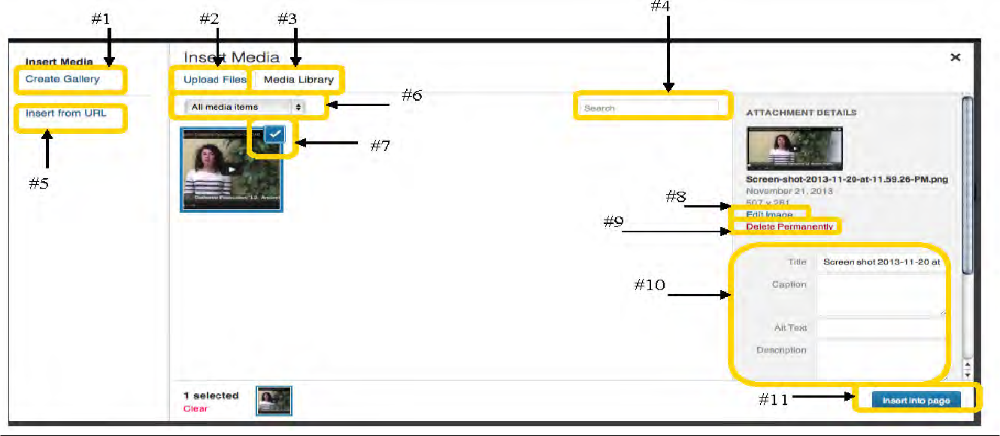 #1
#2
#3
#4
Insert Media
Create Gallery
Insert from URL
#5
Insert Media
Upload Files
Media Library
All media items
#6
Search
#7
ATTACHMENT DETAILS
Screen-shot-2013-11-20-at-11.59.26-PM.png
November 21, 2013
507 x 281
#8
Edit Image
#9
Delete Permanently
#10
Title
Screen shot 2013-11-20 at
Caption
Alt Text
Description
1 selected
Clear
#11
Insert into page